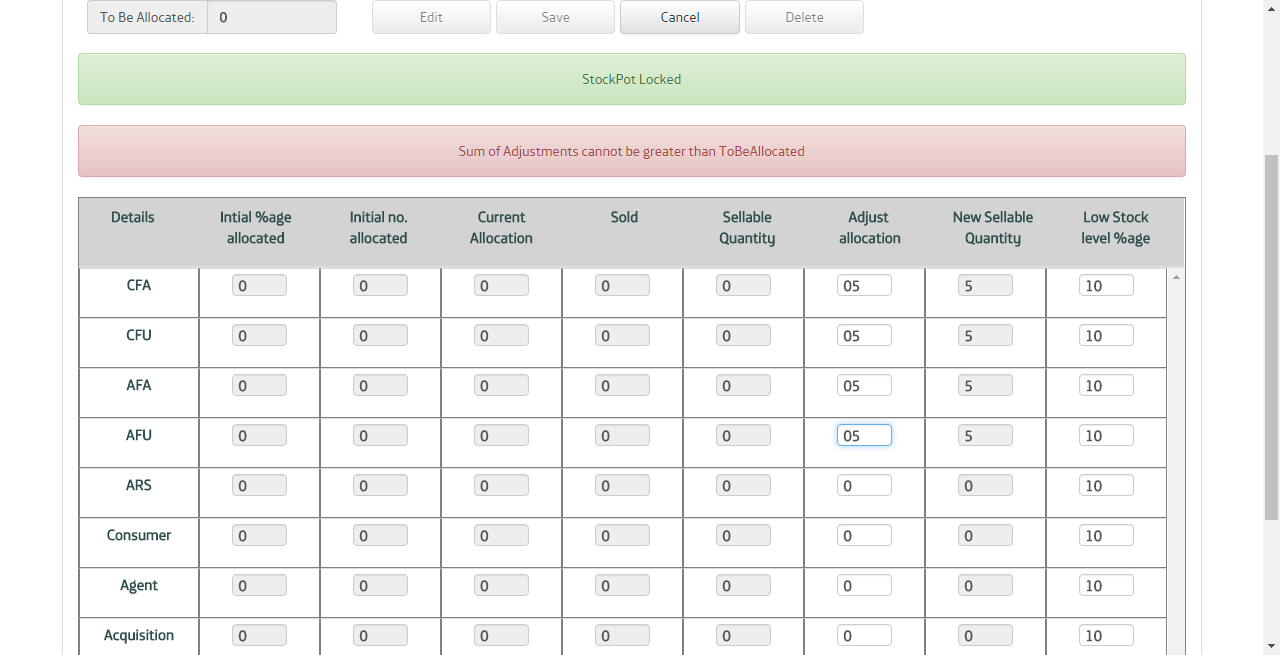 To Be Allocated: 0 Edit Save Cancel Delete
StockPot Locked
Sum of Adjustments cannot be greater than ToBeAllocated
Details Intial %age allocated Initial no. allocated Current Allocation Sold Sellable Quantity Adjust allocation New Sellable Quantity Low Stock level %age
CFA 0 0 0 0 0 05 5 10
CFU 0 0 0 0 0 05 5 10
AFA 0 0 0 0 0 05 5 10
AFU 0 0 0 0 0 05 5 10
ARS 0 0 0 0 0 0 0 10
Consumer 0 0 0 0 0 0 0 10
Agent 0 0 0 0 0 0 0 10
Acquisition 0 0 0 0 0 0 0 10